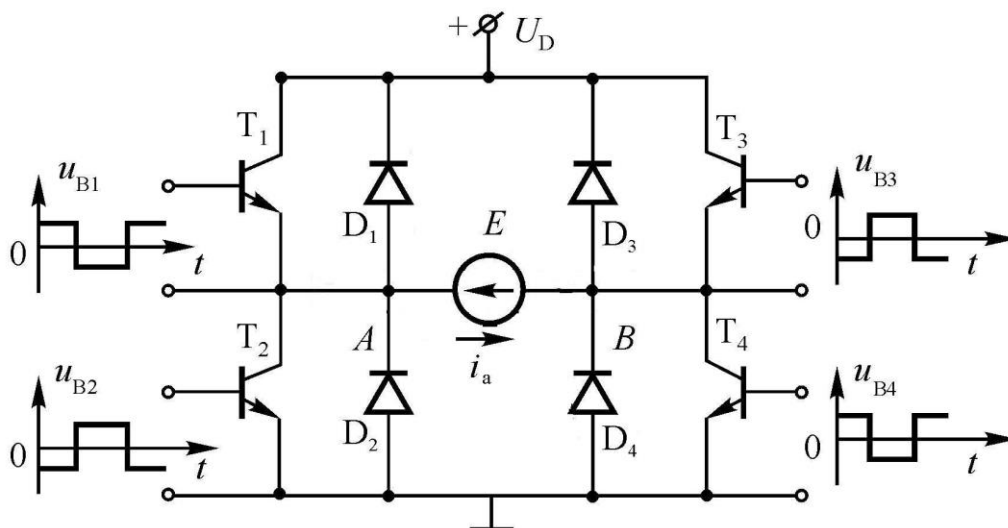 + U_D
T_1
T_3
u_B1
u_B3
0
t
E
D_1
D_3
0
t
T_2
A
i_a
B
T_4
u_B2
u_B4
0
t
D_2
D_4
0
t